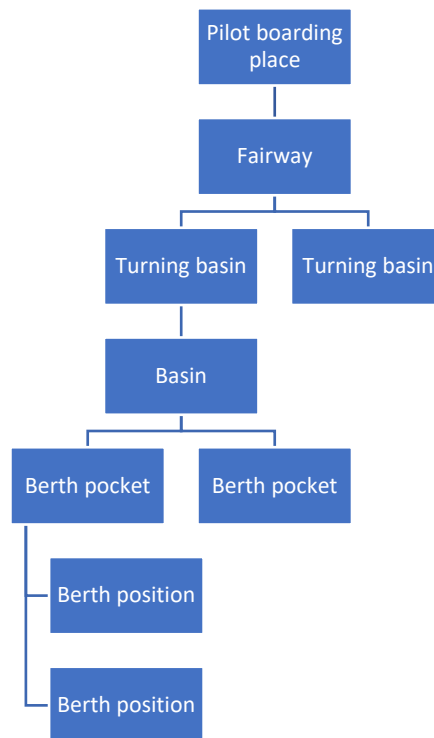 Pilot boarding
place
Fairway
Turning basin
Turning basin
Basin
Berth pocket
Berth pocket
Berth position
Berth position